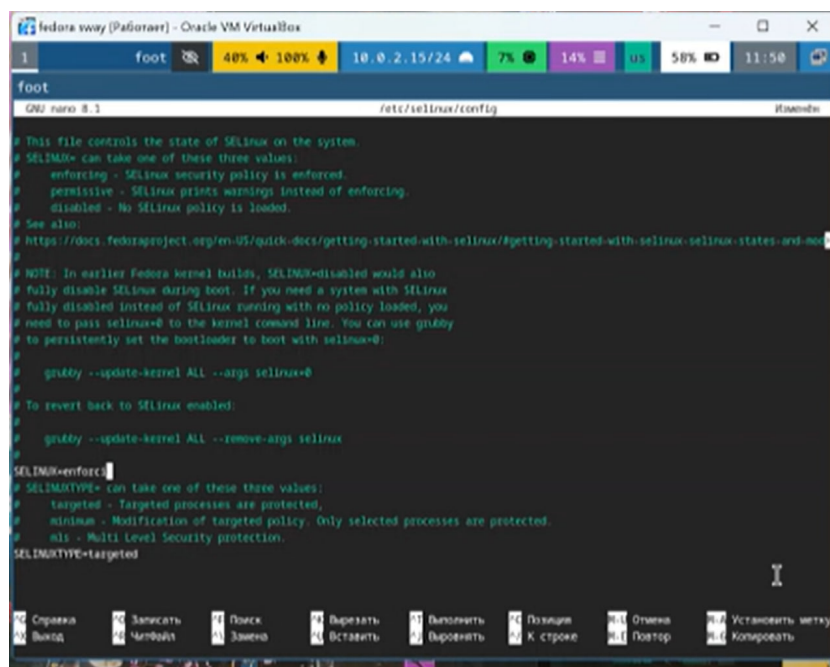 fedora sway [Работает] - Oracle VM VirtualBox
1 foot 40% 100% 10.0.2.15/24 7% 14% us 58% 11:50
foot
GNU nano 8.1 /etc/selinux/config Изменён
# This file controls the state of SELinux on the system.
# SELINUX= can take one of these three values:
#     enforcing - SELinux security policy is enforced.
#     permissive - SELinux prints warnings instead of enforcing.
#     disabled - No SELinux policy is loaded.
# See also:
# https://docs.fedoraproject.org/en-US/quick-docs/getting-started-with-selinux/#getting-started-with-selinux-selinux-states-and-mod>
#
# NOTE: In earlier Fedora kernel builds, SELINUX=disabled would also
# fully disable SELinux during boot. If you need a system with SELinux
# fully disabled instead of SELinux running with no policy loaded, you
# need to pass selinux=0 to the kernel command line. You can use grubby
# to persistently set the bootloader to boot with selinux=0:
#
#    grubby --update-kernel ALL --args selinux=0
#
# To revert back to SELinux enabled:
#
#    grubby --update-kernel ALL --remove-args selinux
#
SELINUX=enforci
# SELINUXTYPE= can take one of these three values:
#     targeted - Targeted processes are protected,
#     minimum - Modification of targeted policy. Only selected processes are protected.
#     mls - Multi Level Security protection.
SELINUXTYPE=targeted
^G Справка ^O Записать ^F Поиск ^K Вырезать ^T Выполнить ^C Позиция M-U Отмена M-A Установить метку
^X Выход ^R ЧитФайл ^\ Замена ^U Вставить ^J Выровнять ^/ К строке M-E Повтор M-6 Копировать